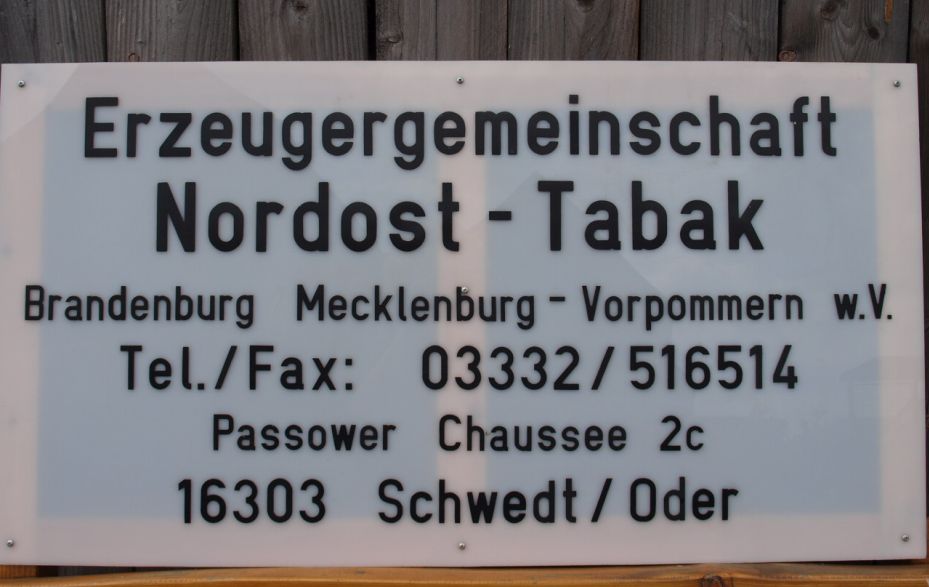 Erzeugergemeinschaft
Nordost - Tabak
Brandenburg Mecklenburg - Vorpommern w.V.
Tel./Fax: 03332/516514
Passower Chaussee 2c
16303 Schwedt/Oder